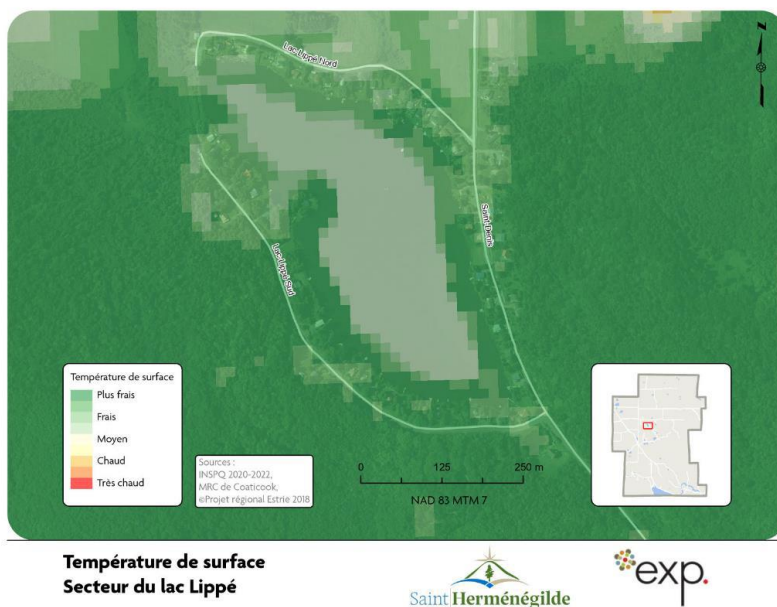 Lac-Lippé Nord
Saint-Denis
Lac-Lippé Sud
Température de surface
Plus frais
Frais
Moyen
Chaud
Très chaud
Sources :
INSPQ 2020-2022,
MRC de Coaticook,
©Projet régional Estrie 2018
0 125 250 m
NAD 83 MTM 7
Température de surface
Secteur du lac Lippé
Saint Herménégilde
exp.